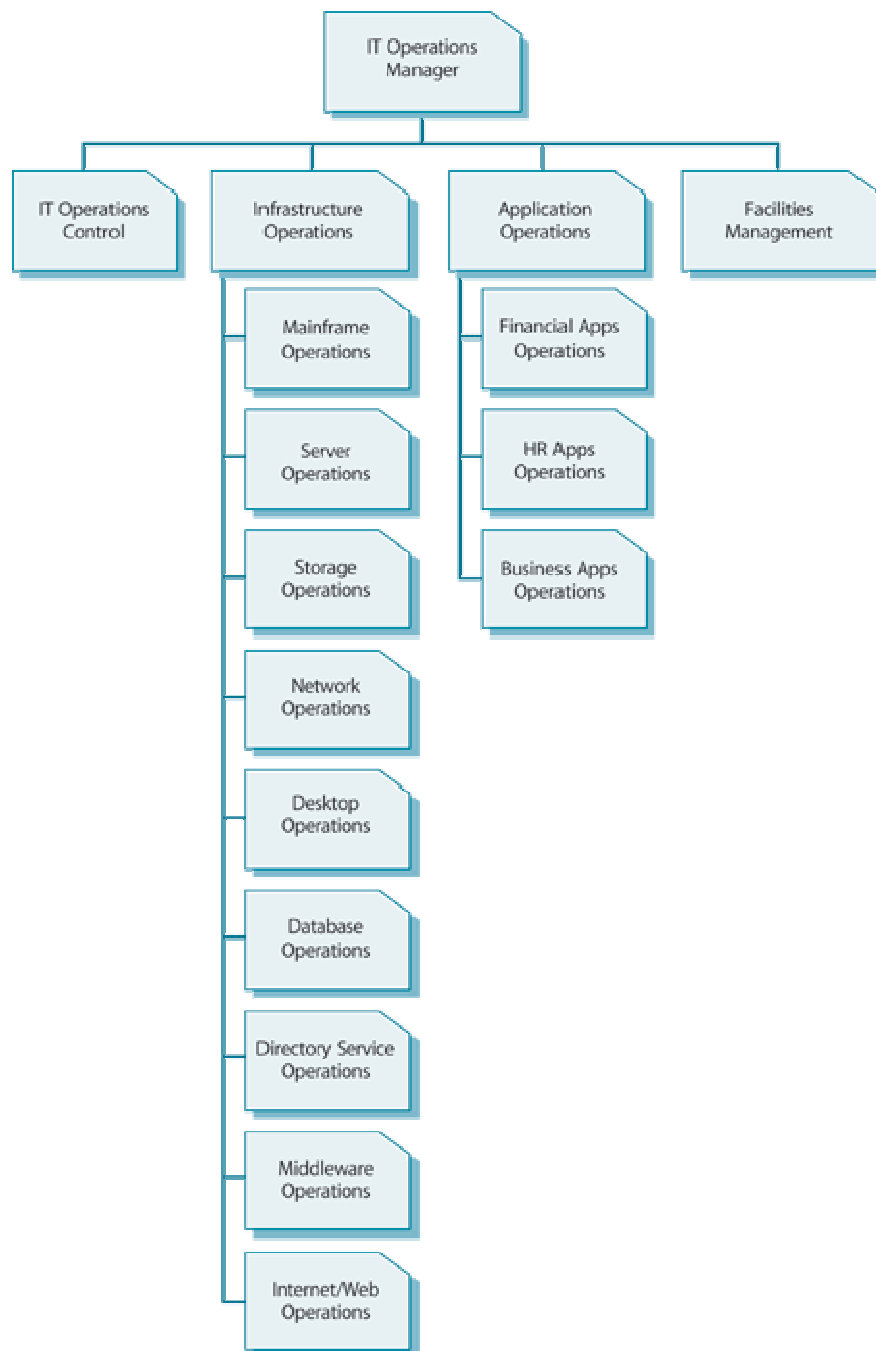 IT Operations
Manager
IT Operations
Control
Infrastructure
Operations
Application
Operations
Facilities
Management
Mainframe
Operations
Server
Operations
Storage
Operations
Network
Operations
Desktop
Operations
Database
Operations
Directory Service
Operations
Middleware
Operations
Internet/Web
Operations
Financial Apps
Operations
HR Apps
Operations
Business Apps
Operations